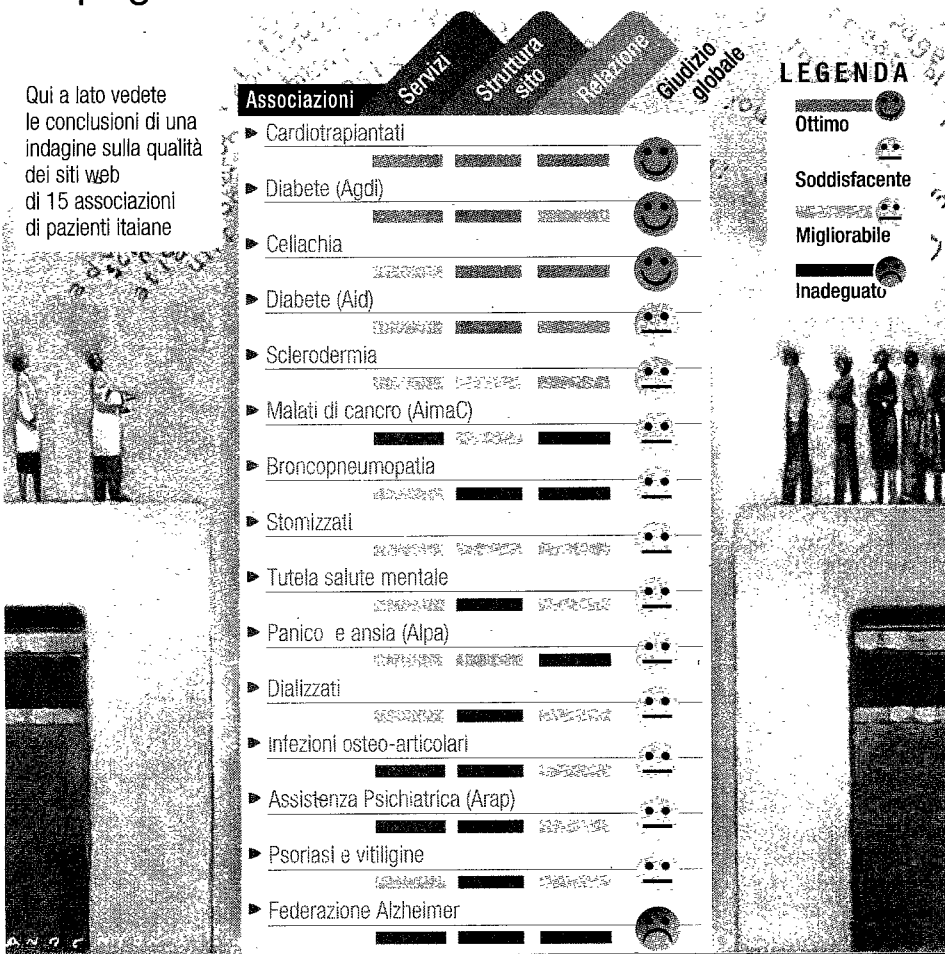 Qui a lato vedete
le conclusioni di una
indagine sulla qualità
dei siti web
di 15 associazioni
di pazienti itaiane
Associazioni
Servizi
Struttura
sito
Relazione
Giudizio
globale
Cardiotrapiantati
Diabete (Agdi)
Celiachia
Diabete (Aid)
Sclerodermia
Malati di cancro (AimaC)
Broncopneumopatia
Stomizzati
Tutela salute mentale
Panico e ansia (Alpa)
Dializzati
Infezioni osteo-articolari
Assistenza Psichiatrica (Arap)
Psoriasi e vitiligine
Federazione Alzheimer
LEGENDA
Ottimo
Soddisfacente
Migliorabile
Inadeguato